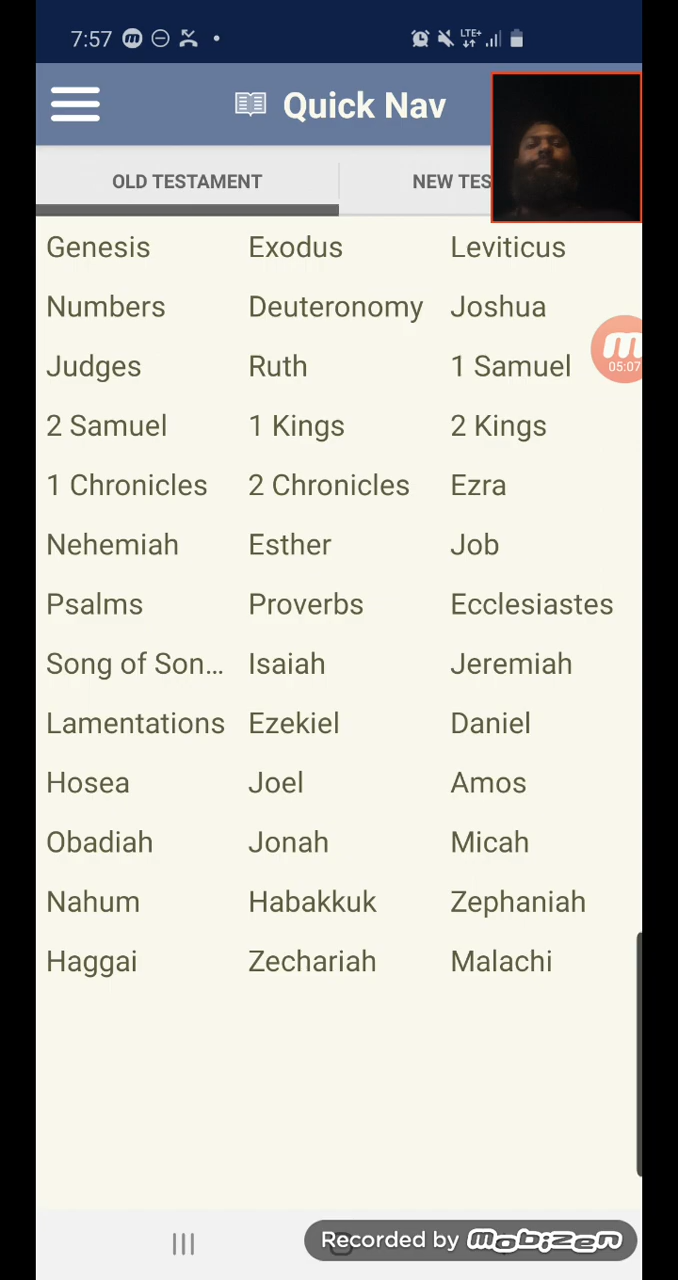 7:57 LTE+
Quick Nav
OLD TESTAMENT NEW TES
Genesis Exodus Leviticus
Numbers Deuteronomy Joshua
Judges Ruth 1 Samuel
m
05:07
2 Samuel 1 Kings 2 Kings
1 Chronicles 2 Chronicles Ezra
Nehemiah Esther Job
Psalms Proverbs Ecclesiastes
Song of Son... Isaiah Jeremiah
Lamentations Ezekiel Daniel
Hosea Joel Amos
Obadiah Jonah Micah
Nahum Habakkuk Zephaniah
Haggai Zechariah Malachi
Recorded by mobizen